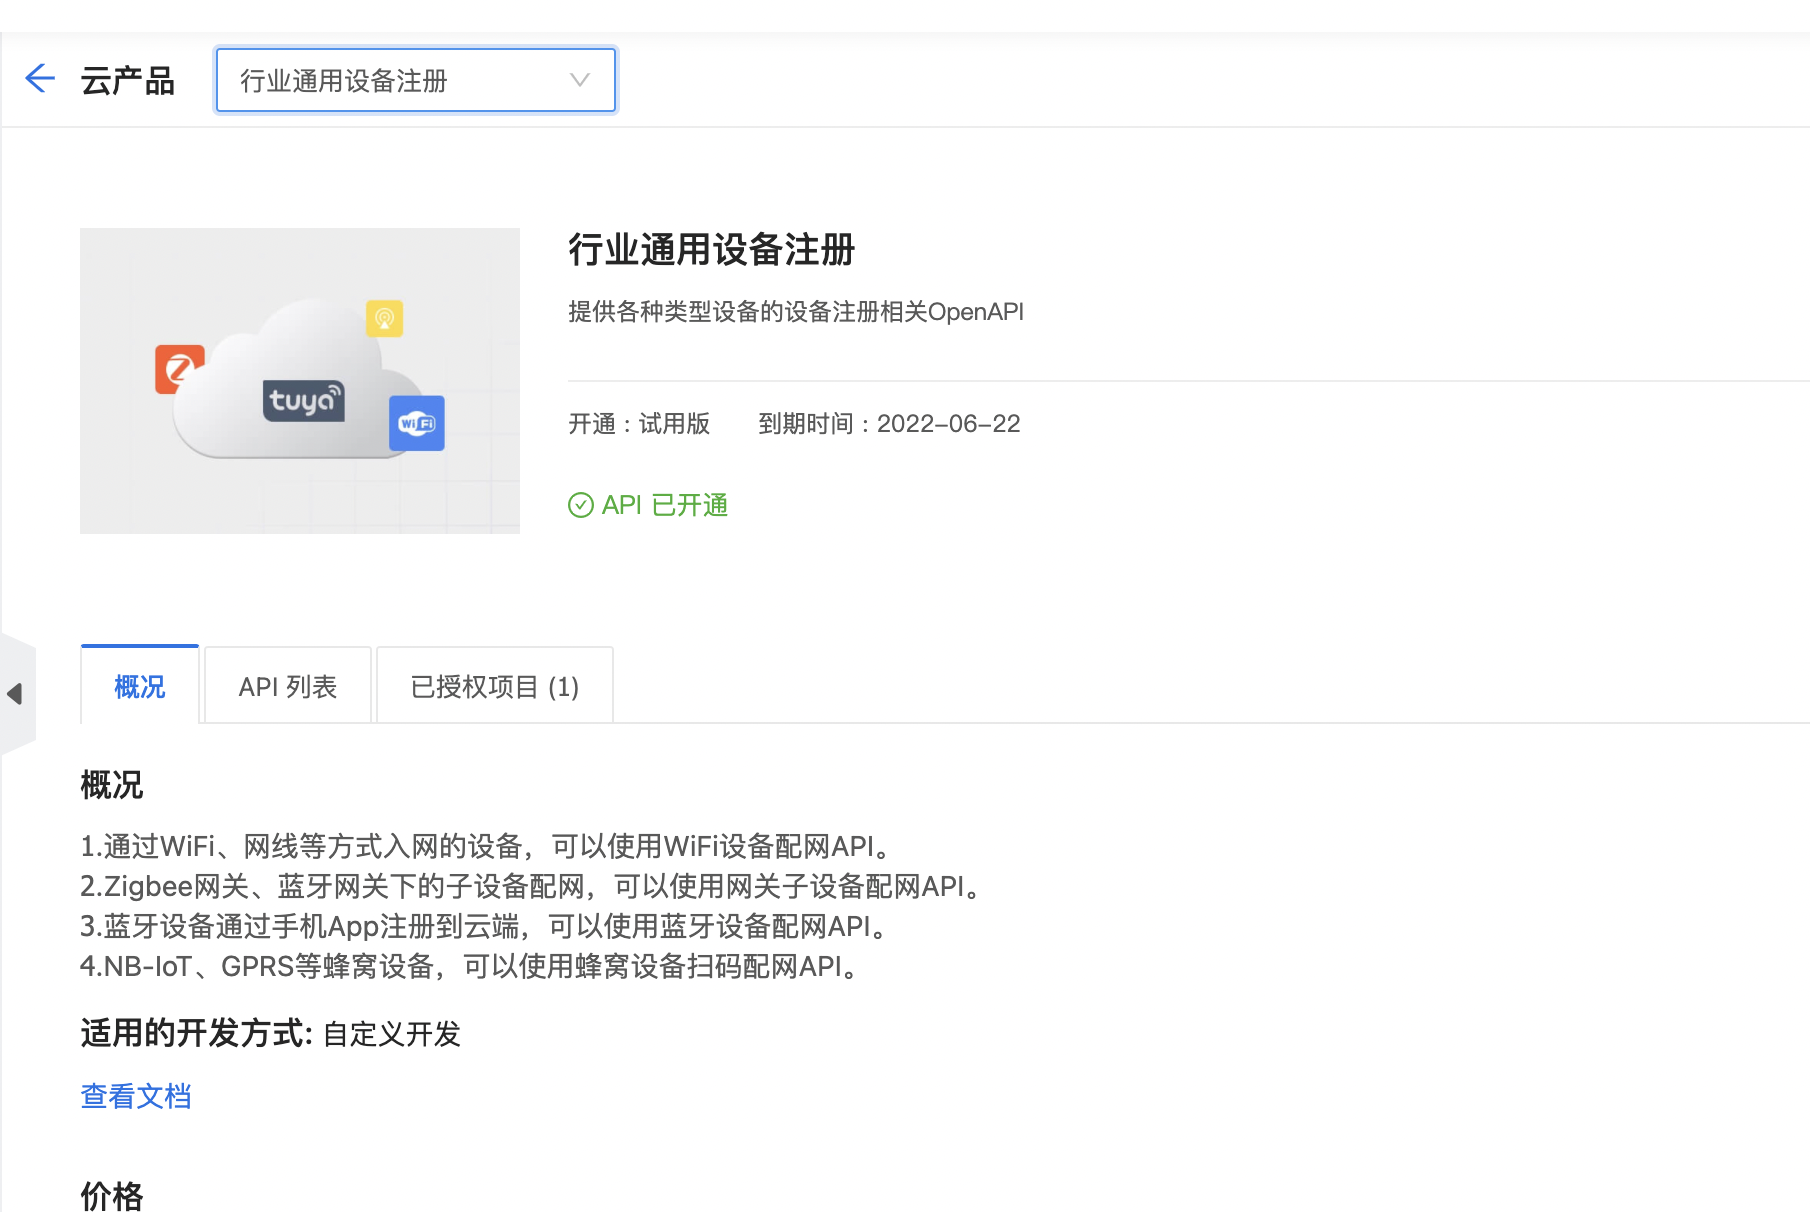 云产品
行业通用设备注册
行业通用设备注册
提供各种类型设备的设备注册相关OpenAPI
tuya
WiFi
开通：试用版 到期时间：2022-06-22
API 已开通
概况
API 列表
已授权项目 (1)
概况
1.通过WiFi、网线等方式入网的设备，可以使用WiFi设备配网API。
2.Zigbee网关、蓝牙网关下的子设备配网，可以使用网关子设备配网API。
3.蓝牙设备通过手机App注册到云端，可以使用蓝牙设备配网API。
4.NB-IoT、GPRS等蜂窝设备，可以使用蜂窝设备扫码配网API。
适用的开发方式: 自定义开发
查看文档
价格